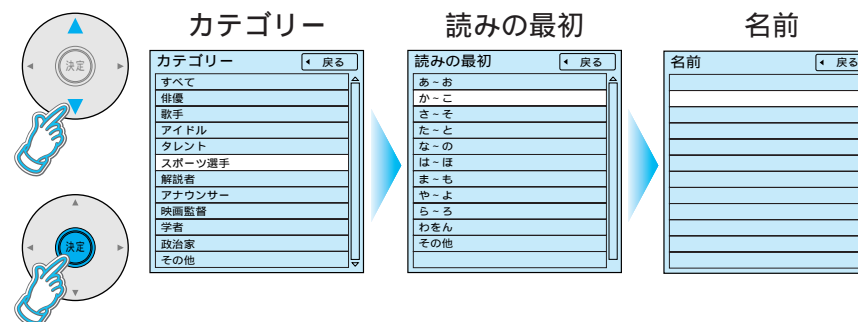 カテゴリー
読みの最初
名前
決定
カテゴリー
戻る
すべて
俳優
歌手
アイドル
タレント
スポーツ選手
解説者
アナウンサー
映画監督
学者
政治家
その他
読みの最初
戻る
あ~お
か~こ
さ~そ
た~と
な~の
は~ほ
ま~も
や~よ
ら~ろ
わをん
その他
名前
戻る
決定